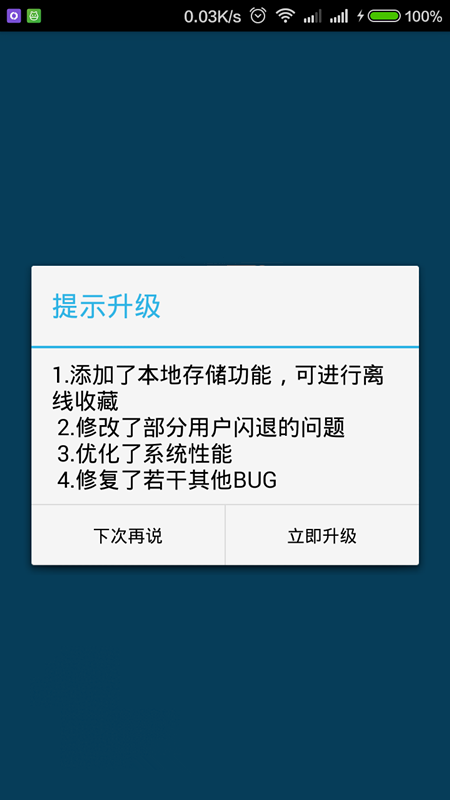 0.03K/s 100%
提示升级
1.添加了本地存储功能，可进行离
线收藏
2.修改了部分用户闪退的问题
3.优化了系统性能
4.修复了若干其他BUG
下次再说 立即升级